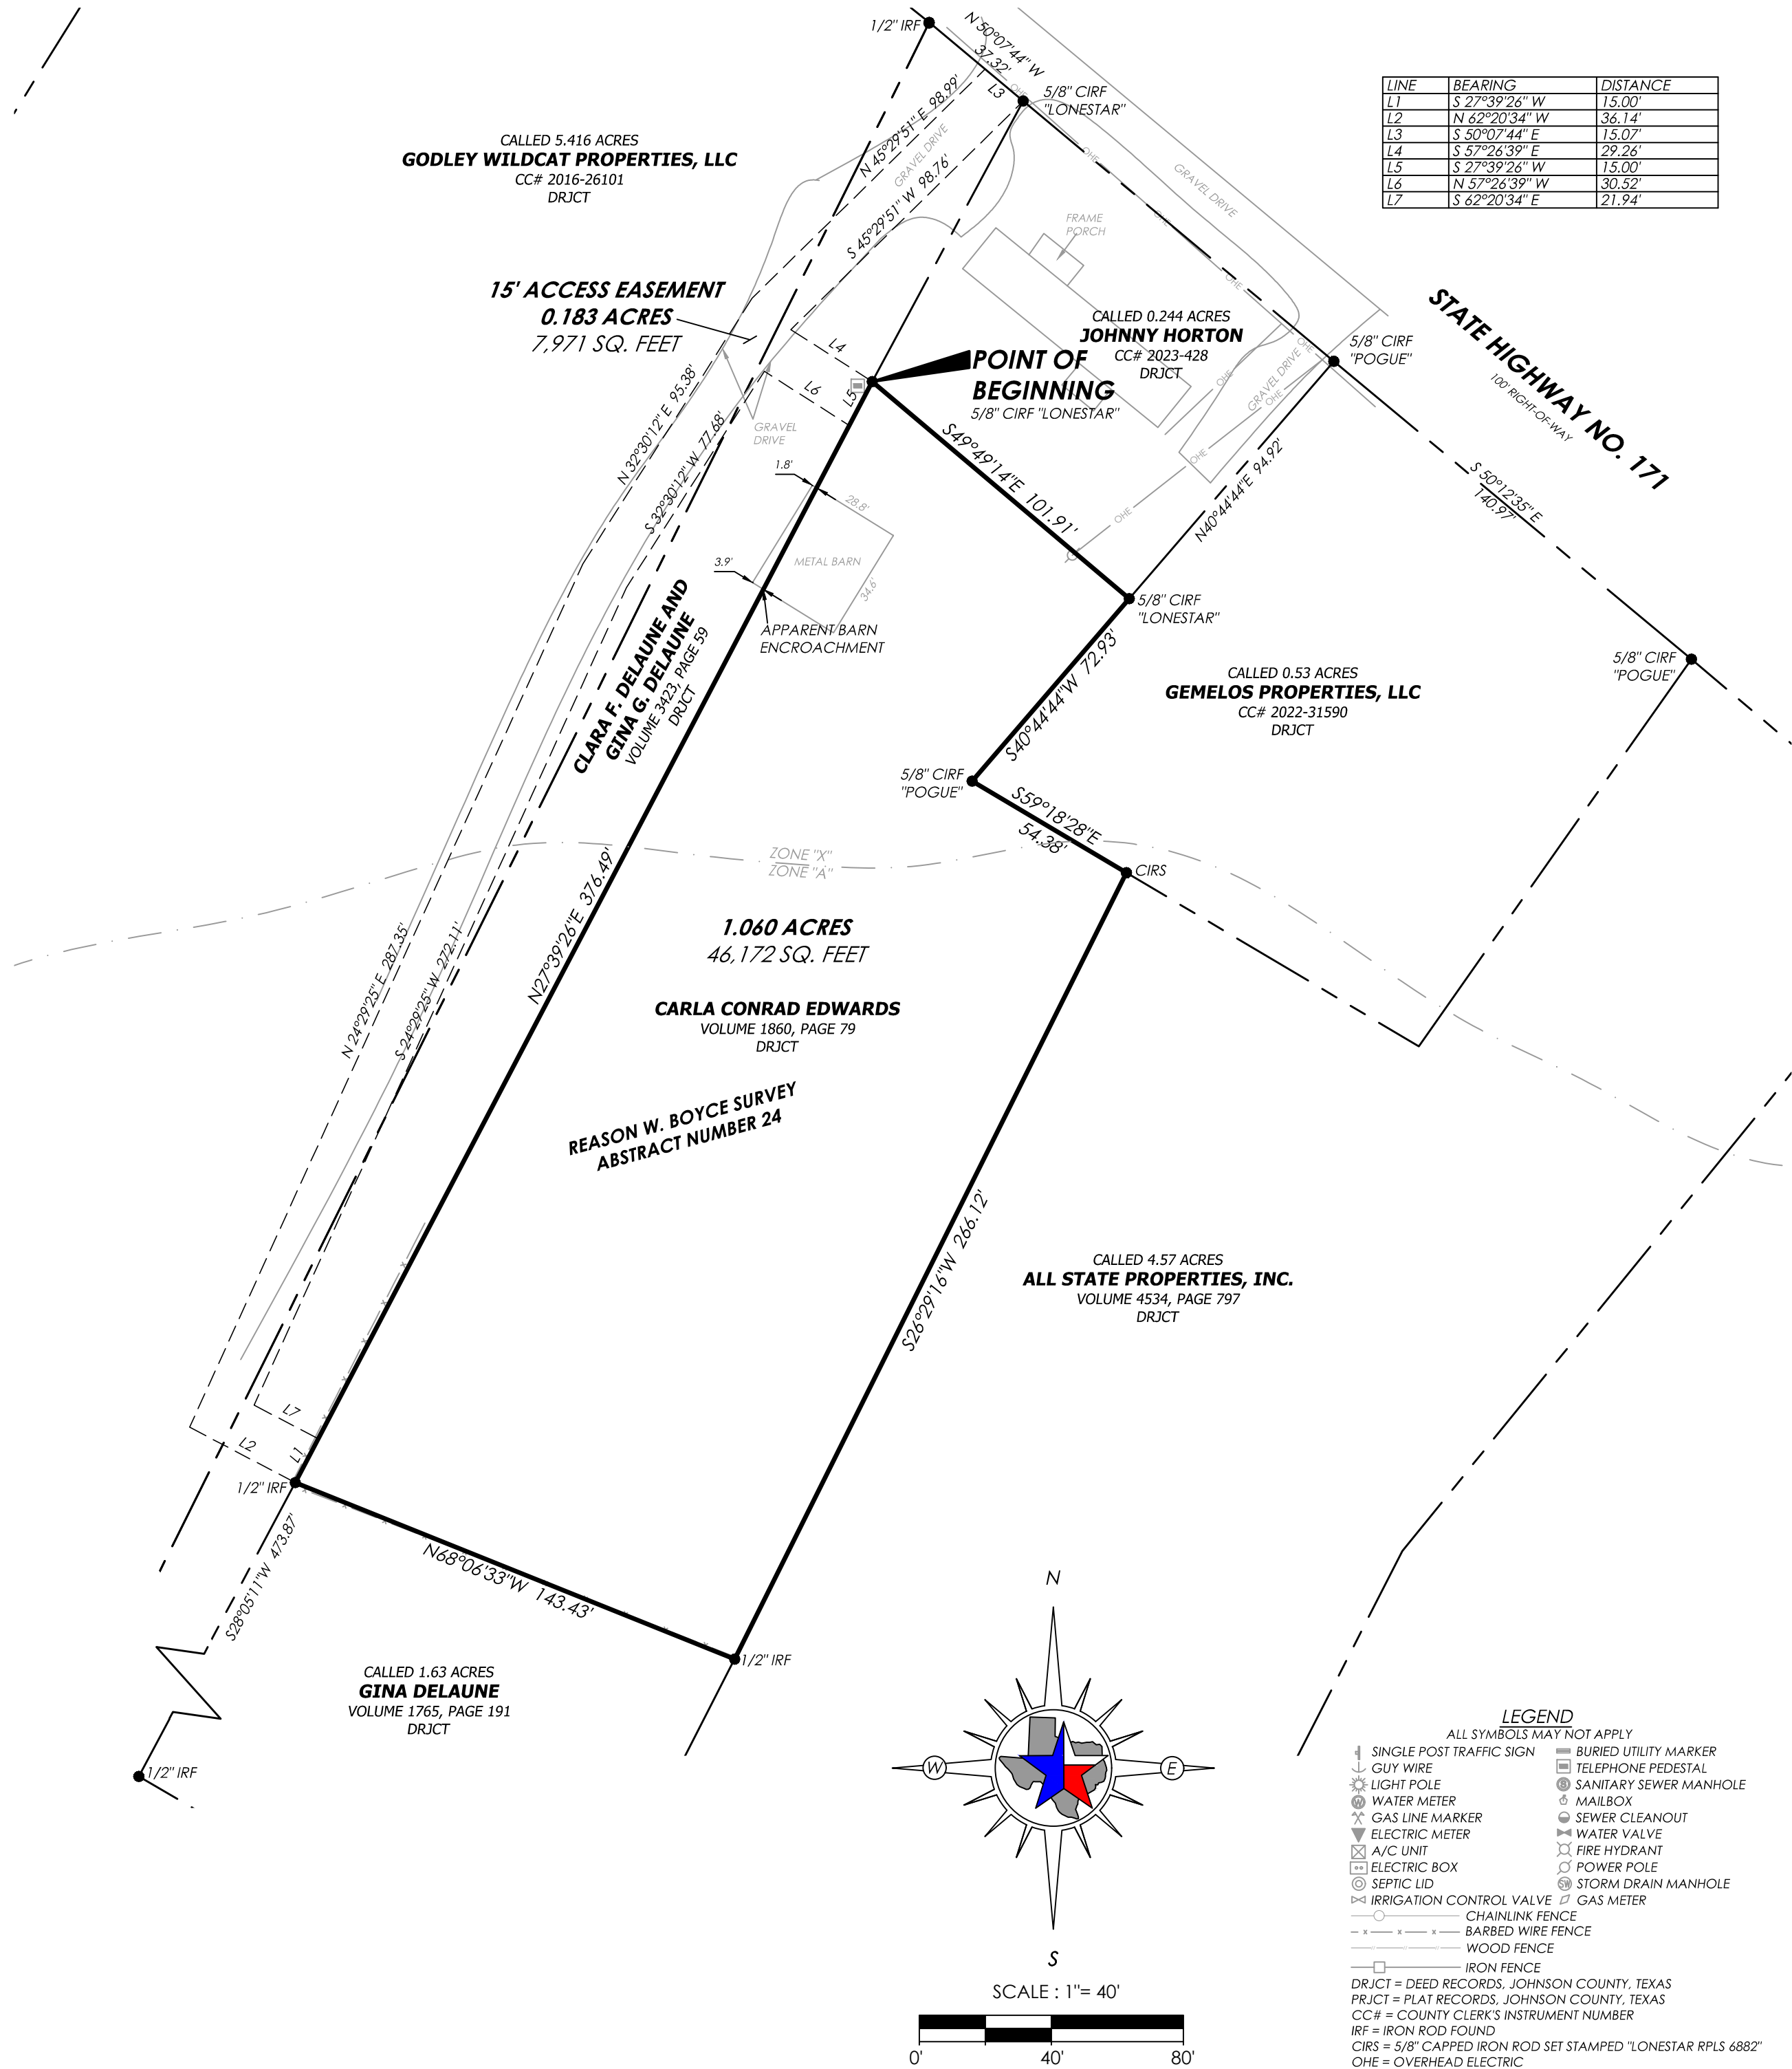 1/2" IRF
N 50°07'44" W
37.32'
L3
5/8" CIRF
"LONESTAR"
OHE
LINE BEARING DISTANCE
L1 S 27°39'26" W 15.00'
L2 N 62°20'34" W 36.14'
L3 S 50°07'44" E 15.07'
L4 S 57°26'39" E 29.26'
L5 S 27°39'26" W 15.00'
L6 N 57°26'39" W 30.52'
L7 S 62°20'34" E 21.94'
CALLED 5.416 ACRES
GODLEY WILDCAT PROPERTIES, LLC
CC# 2016-26101
DRJCT
N 45°29'51" E 98.99'
GRAVEL DRIVE
S 45°29'51" W 98.76'
OHE
GRAVEL DRIVE
FRAME
PORCH
OHE
OHE
15' ACCESS EASEMENT
0.183 ACRES
7,971 SQ. FEET
CALLED 0.244 ACRES
JOHNNY HORTON
CC# 2023-428
DRJCT
OHE
5/8" CIRF
"POGUE"
STATE HIGHWAY NO. 171
100' RIGHT-OF-WAY
L4
L6
L5
POINT OF
BEGINNING
5/8" CIRF "LONESTAR"
OHE
GRAVEL DRIVE
OHE
N 32°30'12" E 95.38'
S 32°30'12" W 77.68'
GRAVEL
DRIVE
S49°49'14"E 101.91'
OHE
OHE
N40°44'44"E 94.92'
S 50°12'35" E
140.97'
1.8'
28.8'
METAL BARN
34.6'
3.9'
APPARENT BARN
ENCROACHMENT
5/8" CIRF
"LONESTAR"
CLARA F. DELAUNE AND
GINA G. DELAUNE
VOLUME 3423, PAGE 59
DRJCT
S40°44'44"W 72.93'
CALLED 0.53 ACRES
GEMELOS PROPERTIES, LLC
CC# 2022-31590
DRJCT
5/8" CIRF
"POGUE"
5/8" CIRF
"POGUE"
S59°18'28"E
54.38'
CIRS
ZONE "X"
ZONE "A"
N27°39'26"E 376.49'
1.060 ACRES
46,172 SQ. FEET
N 24°29'25" E 287.35'
S 24°29'25" W 272.11'
CARLA CONRAD EDWARDS
VOLUME 1860, PAGE 79
DRJCT
REASON W. BOYCE SURVEY
ABSTRACT NUMBER 24
S26°29'16"W 266.12'
CALLED 4.57 ACRES
ALL STATE PROPERTIES, INC.
VOLUME 4534, PAGE 797
DRJCT
L7
L2
L1
1/2" IRF
S28°05'11"W 473.87'
N68°06'33"W 143.43'
1/2" IRF
CALLED 1.63 ACRES
GINA DELAUNE
VOLUME 1765, PAGE 191
DRJCT
1/2" IRF
N
W
E
S
SCALE : 1"= 40'
0' 40' 80'
LEGEND
ALL SYMBOLS MAY NOT APPLY
SINGLE POST TRAFFIC SIGN
GUY WIRE
LIGHT POLE
W WATER METER
GAS LINE MARKER
ELECTRIC METER
A/C UNIT
ELECTRIC BOX
SEPTIC LID
IRRIGATION CONTROL VALVE
BURIED UTILITY MARKER
TELEPHONE PEDESTAL
S SANITARY SEWER MANHOLE
MAILBOX
SEWER CLEANOUT
WATER VALVE
FIRE HYDRANT
POWER POLE
SW STORM DRAIN MANHOLE
GAS METER
CHAINLINK FENCE
BARBED WIRE FENCE
WOOD FENCE
IRON FENCE
DRJCT = DEED RECORDS, JOHNSON COUNTY, TEXAS
PRJCT = PLAT RECORDS, JOHNSON COUNTY, TEXAS
CC# = COUNTY CLERK'S INSTRUMENT NUMBER
IRF = IRON ROD FOUND
CIRS = 5/8" CAPPED IRON ROD SET STAMPED "LONESTAR RPLS 6882"
OHE = OVERHEAD ELECTRIC